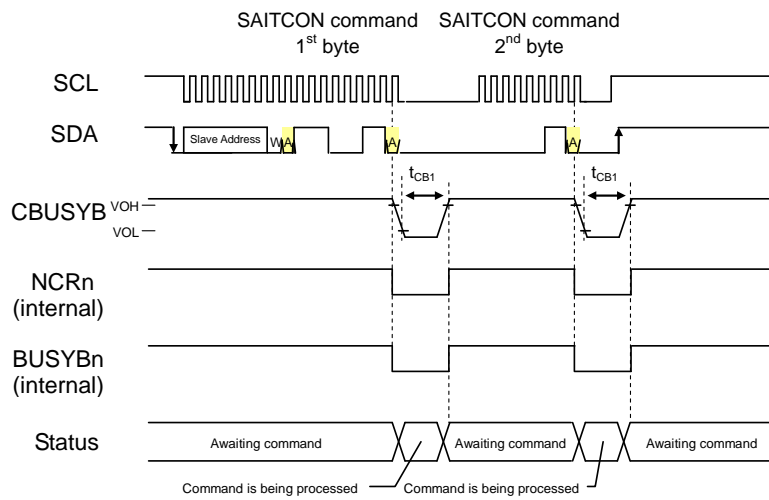 SAITCON command
1st byte
SAITCON command
2nd byte
SCL
SDA
Slave Address
W
A
A
A
tCB1
tCB1
CBUSYB
VOH
VOL
NCRn
(internal)
BUSYBn
(internal)
Status
Awaiting command
Awaiting command
Awaiting command
Command is being processed
Command is being processed